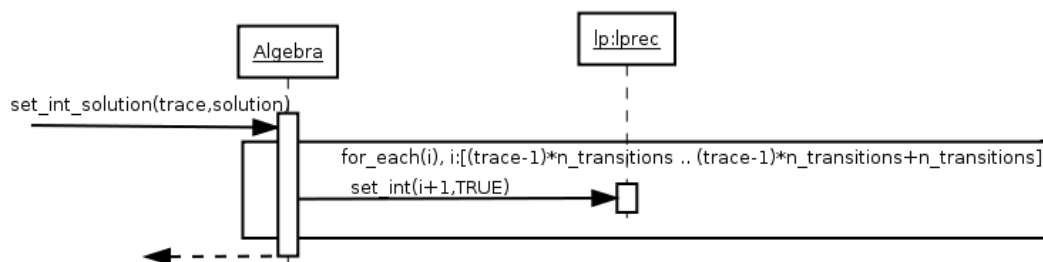 lp:lprec
Algebra
set_int_solution(trace,solution)
for_each(i), i:[(trace-1)*n_transitions .. (trace-1)*n_transitions+n_transitions]
set_int(i+1,TRUE)